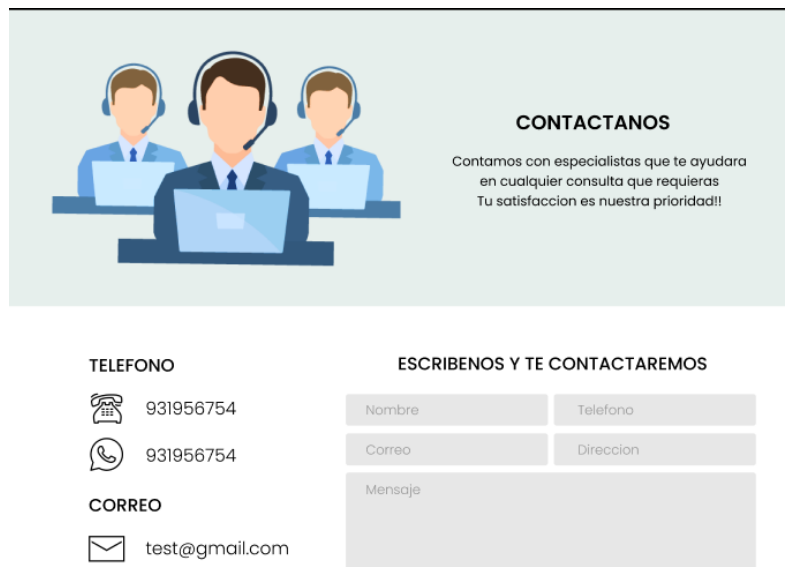 CONTACTANOS
Contamos con especialistas que te ayudara
en cualquier consulta que requieras
Tu satisfaccion es nuestra prioridad!!
TELEFONO
931956754
931956754
CORREO
test@gmail.com
ESCRIBENOS Y TE CONTACTAREMOS
Nombre
Telefono
Correo
Direccion
Mensaje